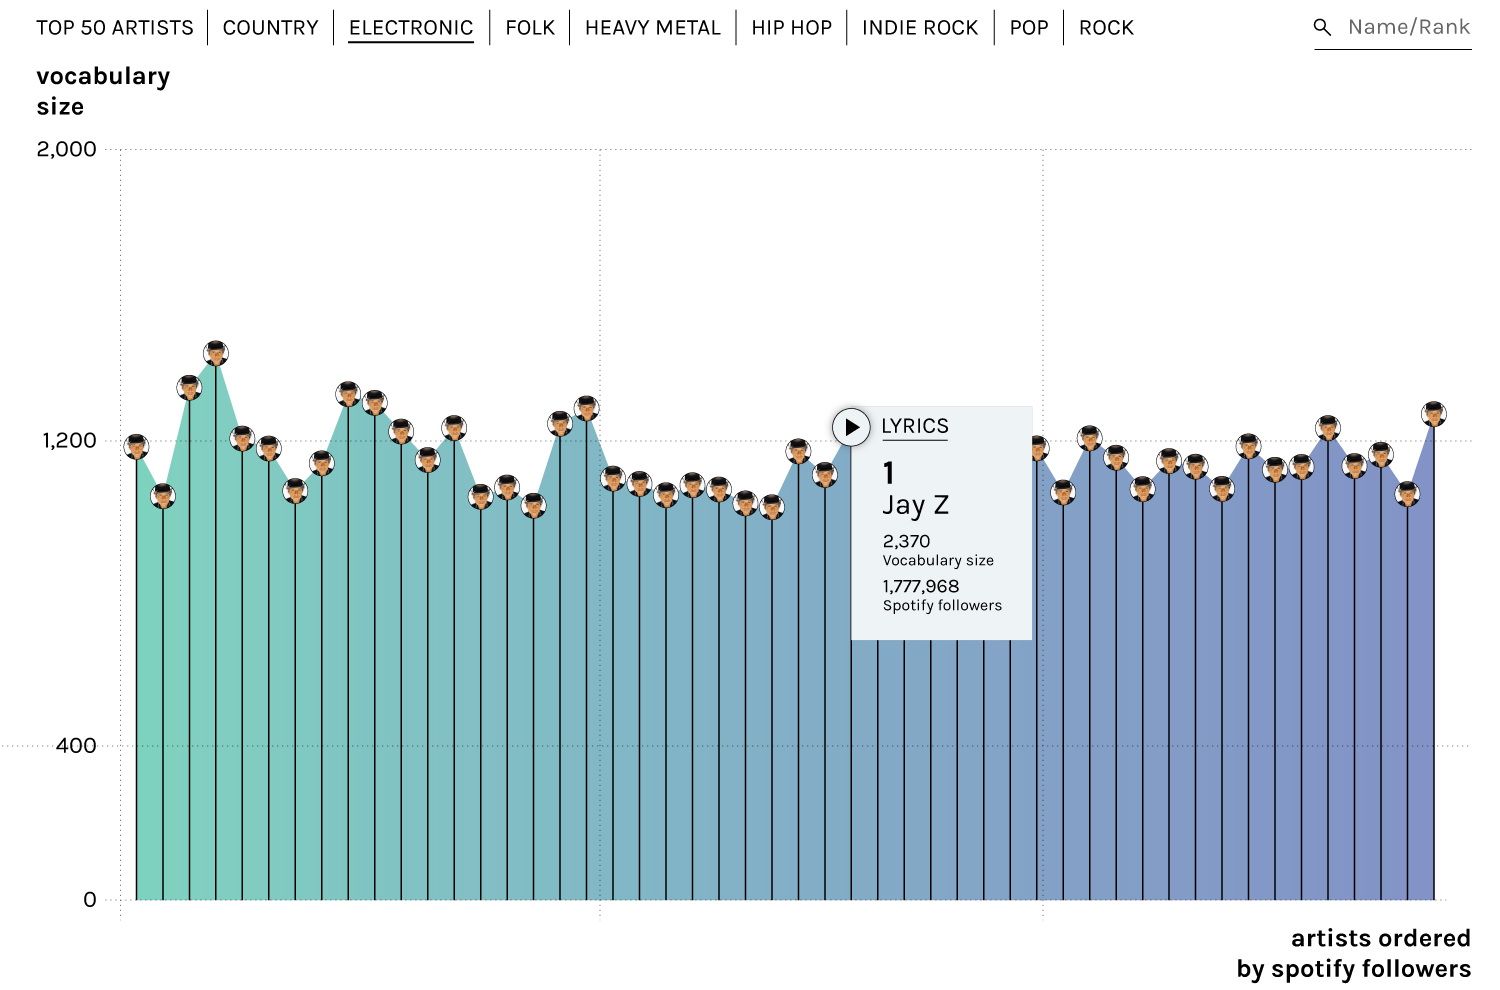 TOP 50 ARTISTS
COUNTRY
ELECTRONIC
FOLK
HEAVY METAL
HIP HOP
INDIE ROCK
POP
ROCK
Name/Rank
vocabulary
size
2,000
1,200
400
0
LYRICS
1
Jay Z
2,370
Vocabulary size
1,777,968
Spotify followers
artists ordered
by spotify followers